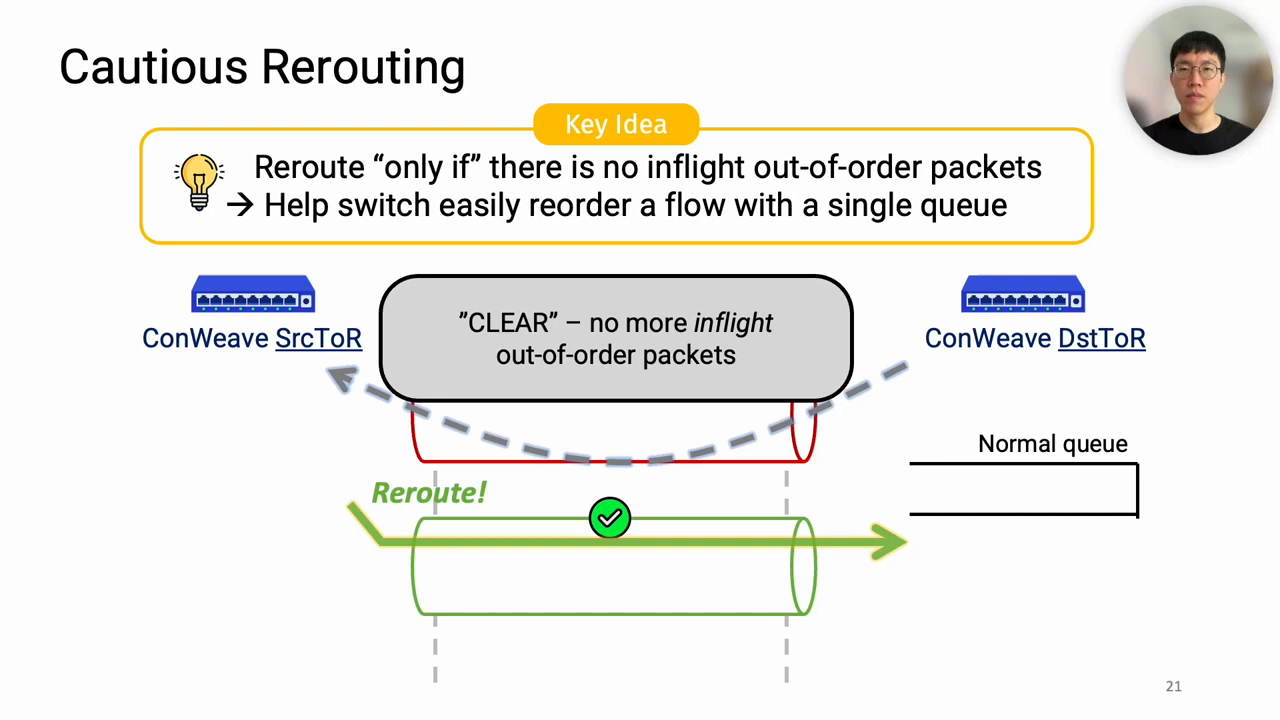 Cautious Rerouting
Key Idea
Reroute “only if” there is no inflight out-of-order packets
→ Help switch easily reorder a flow with a single queue
ConWeave SrcToR
”CLEAR” – no more inflight
out-of-order packets
ConWeave DstToR
Normal queue
Reroute!
21